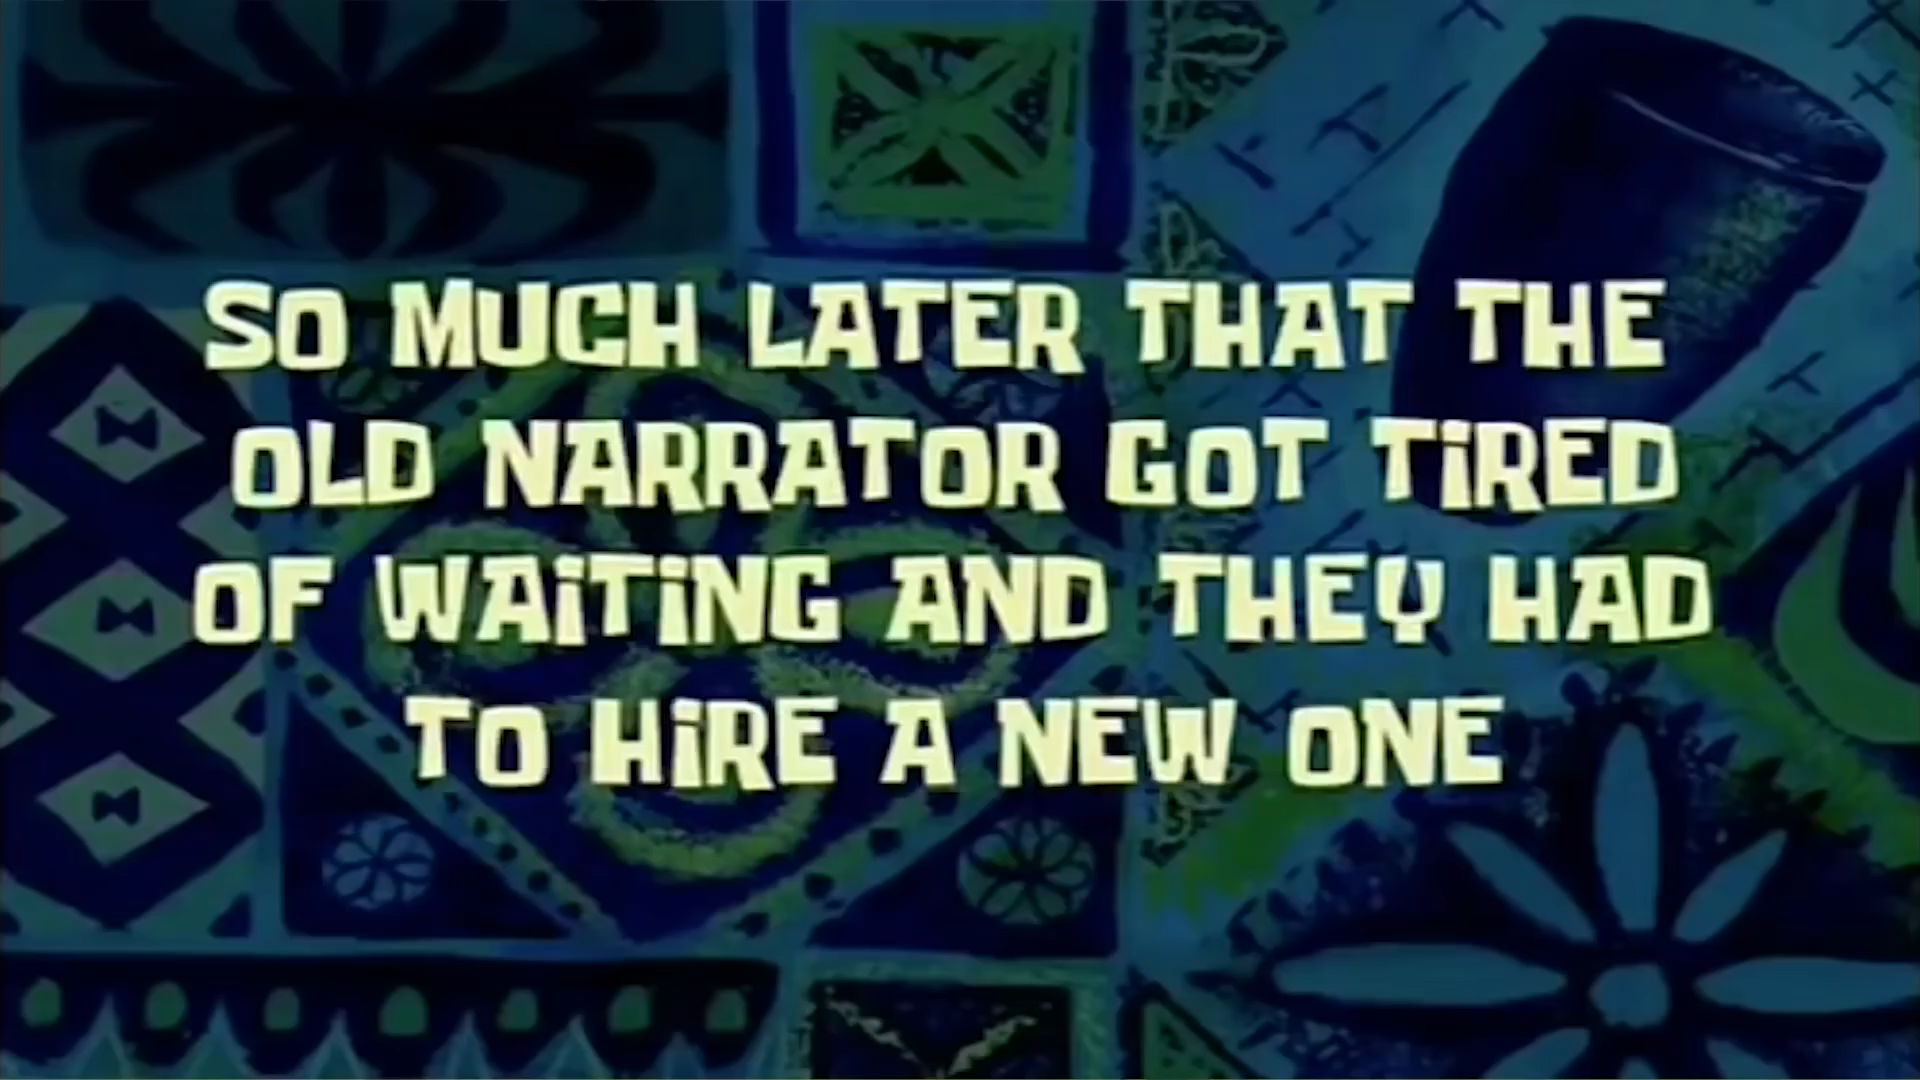 SO MUCH LATER THAT THE
OLD NARRATOR GOT TiRED
OF WAiTiNG AND THEY HAD
TO HiRE A NEW ONE